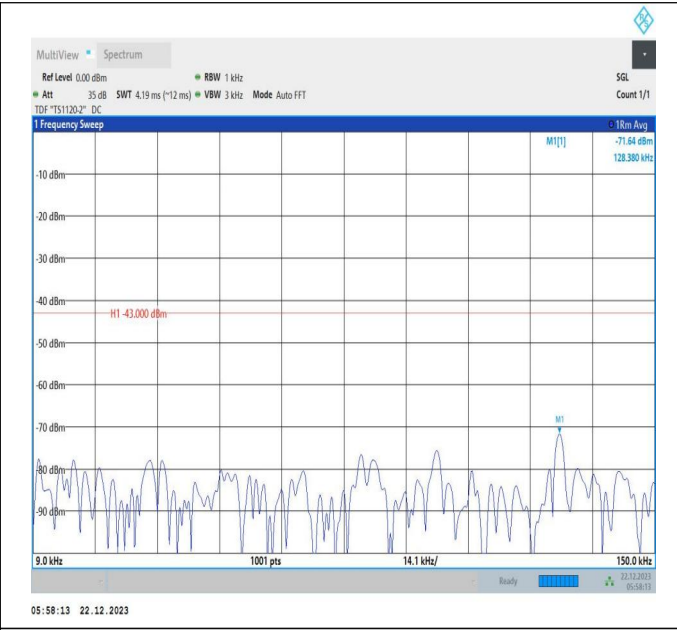 R&S
MultiView Spectrum
Ref Level 0.00 dBm RBW 1 kHz SGL
Att 35 dB SWT 4.19 ms (~12 ms) VBW 3 kHz Mode Auto FFT Count 1/1
TDF "TS1120-2" DC
1 Frequency Sweep 1Rm Avg
M1[1] -71.64 dBm
128.380 kHz
-10 dBm
-20 dBm
-30 dBm
-40 dBm
H1 -43.000 dBm
-50 dBm
-60 dBm
M1
-70 dBm
-80 dBm
-90 dBm
9.0 kHz 1001 pts 14.1 kHz/ 150.0 kHz
Ready 22.12.2023
05:58:13
05:58:13 22.12.2023